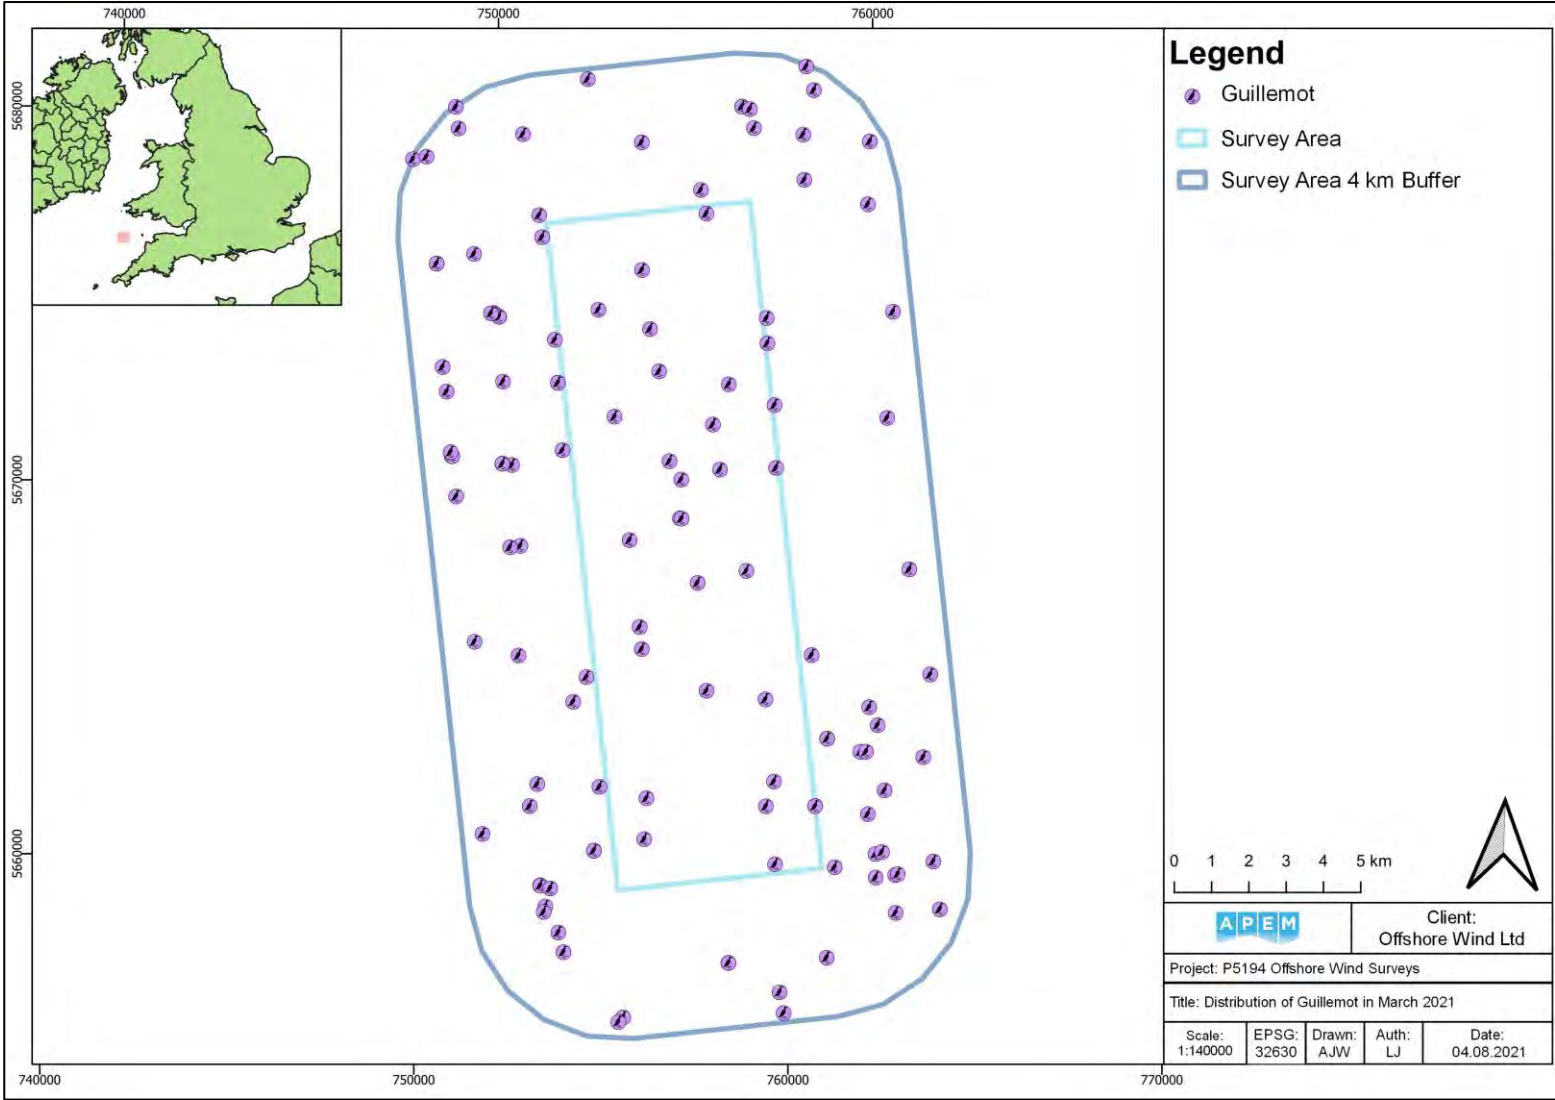 740000
750000
760000
5680000
5670000
5660000
Legend
Guillemot
Survey Area
Survey Area 4 km Buffer
0 1 2 3 4 5 km
APEM
Client:
Offshore Wind Ltd
Project: P5194 Offshore Wind Surveys
Title: Distribution of Guillemot in March 2021
Scale:
1:140000
EPSG:
32630
Drawn:
AJW
Auth:
LJ
Date:
04.08.2021
740000
750000
760000
770000